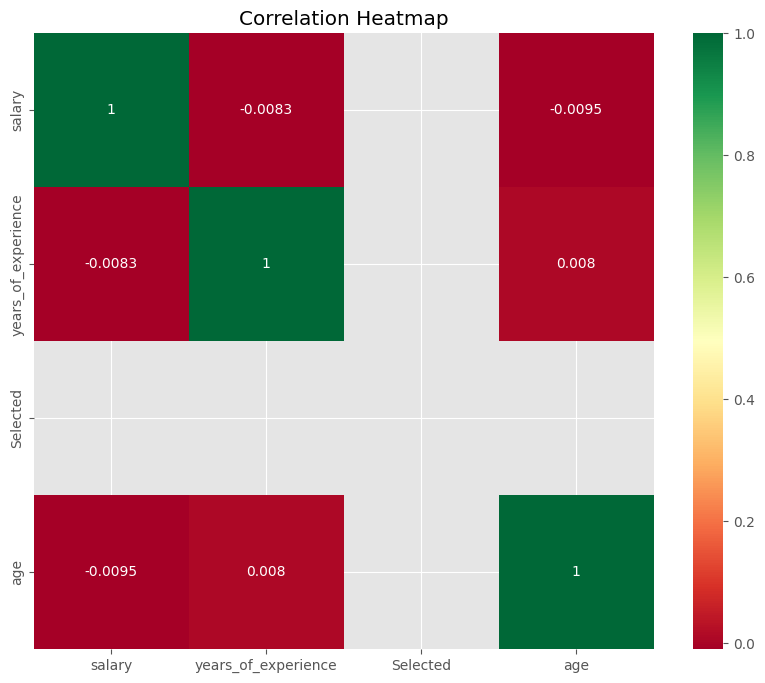 Correlation Heatmap
salary
1
-0.0083
-0.0095
years_of_experience
-0.0083
1
0.008
Selected
age
-0.0095
0.008
1
salary
years_of_experience
Selected
age
1.0
0.8
0.6
0.4
0.2
0.0